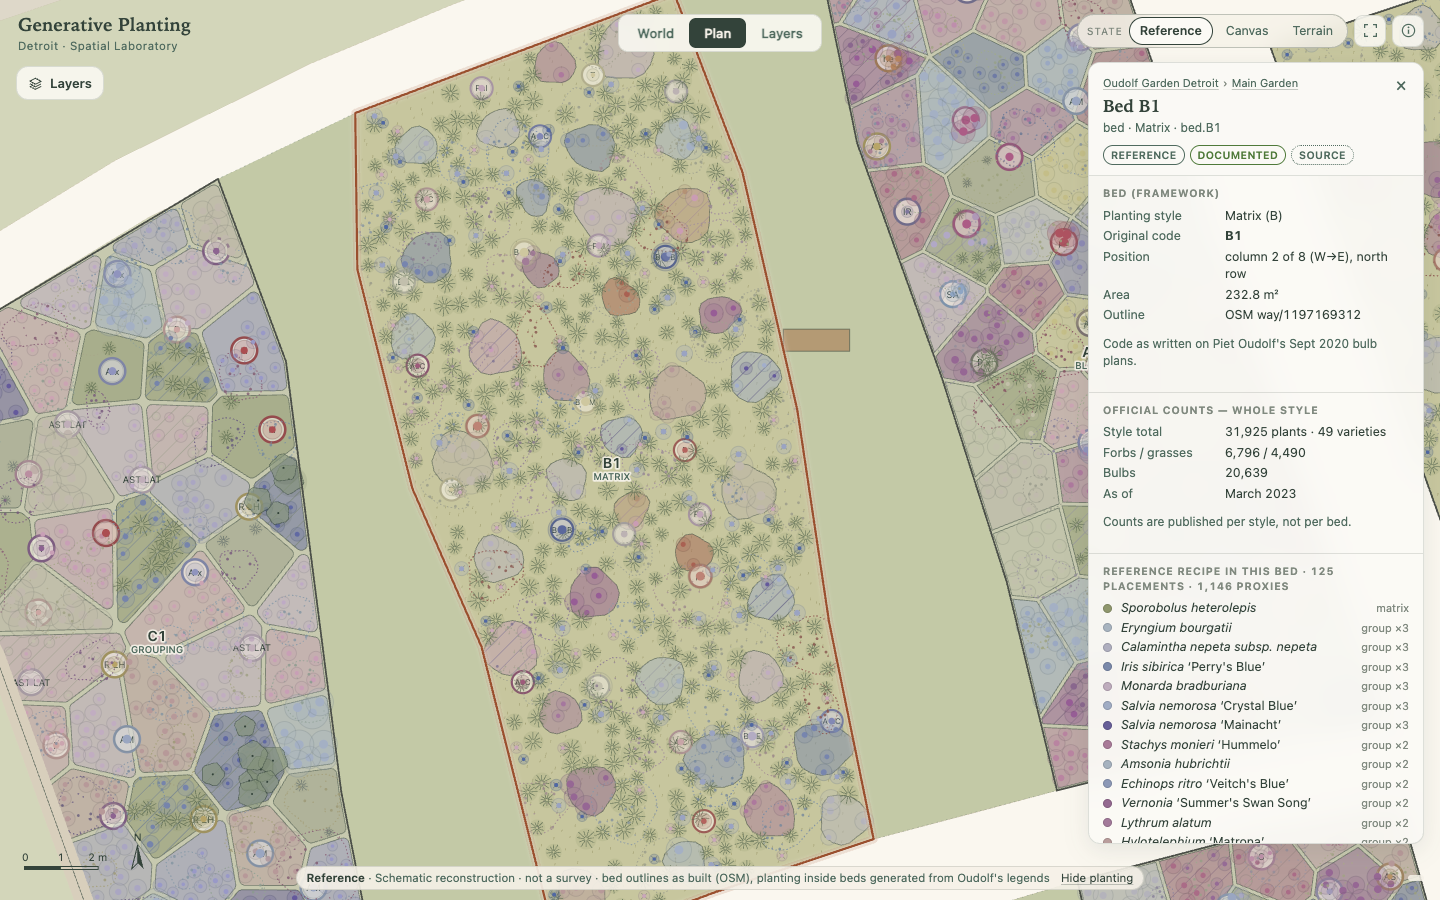 Generative Planting
Detroit · Spatial Laboratory
Layers
World
Plan
Layers
STATE
Reference
Canvas
Terrain
Oudolf Garden Detroit › Main Garden
Bed B1
bed · Matrix · bed.B1
REFERENCE
DOCUMENTED
SOURCE
BED (FRAMEWORK)
Planting style Matrix (B)
Original code B1
Position column 2 of 8 (W→E), north
row
Area 232.8 m²
Outline OSM way/1197169312
Code as written on Piet Oudolf's Sept 2020 bulb
plans.
OFFICIAL COUNTS — WHOLE STYLE
Style total 31,925 plants · 49 varieties
Forbs / grasses 6,796 / 4,490
Bulbs 20,639
As of March 2023
Counts are published per style, not per bed.
REFERENCE RECIPE IN THIS BED · 125
PLACEMENTS · 1,146 PROXIES
Sporobolus heterolepis matrix
Eryngium bourgatii group ×3
Calamintha nepeta subsp. nepeta group ×3
Iris sibirica ‘Perry's Blue’ group ×3
Monarda bradburiana group ×3
Salvia nemorosa ‘Crystal Blue’ group ×3
Salvia nemorosa ‘Mainacht’ group ×3
Stachys monieri ‘Hummelo’ group ×2
Amsonia hubrichtii group ×2
Echinops ritro ‘Veitch's Blue’ group ×2
Vernonia ‘Summer's Swan Song’ group ×2
Lythrum alatum group ×2
Hylotelephium ‘Matrona’ group ×2
B1
MATRIX
C1
GROUPING
AST LAT
AST LAT
AST LAT
AST LAT
IR
SA
0 1 2 m
N
Reference · Schematic reconstruction · not a survey · bed outlines as built (OSM), planting inside beds generated from Oudolf's legends Hide planting